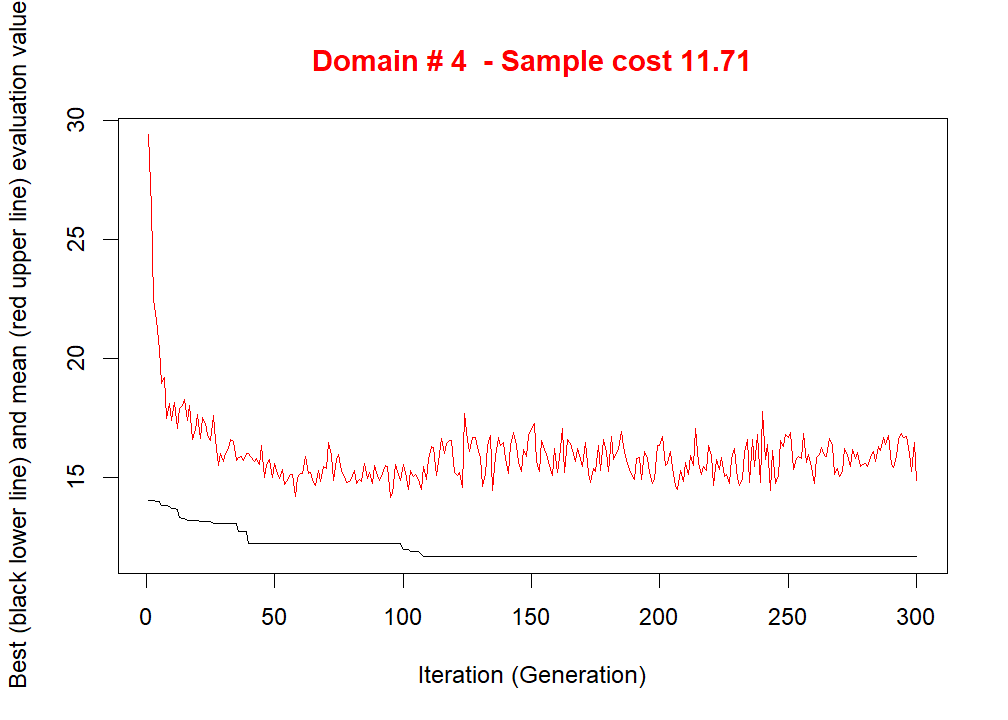 Domain # 4  - Sample cost 11.71
Best (black lower line) and mean (red upper line) evaluation value
30
25
20
15
0 50 100 150 200 250 300
Iteration (Generation)